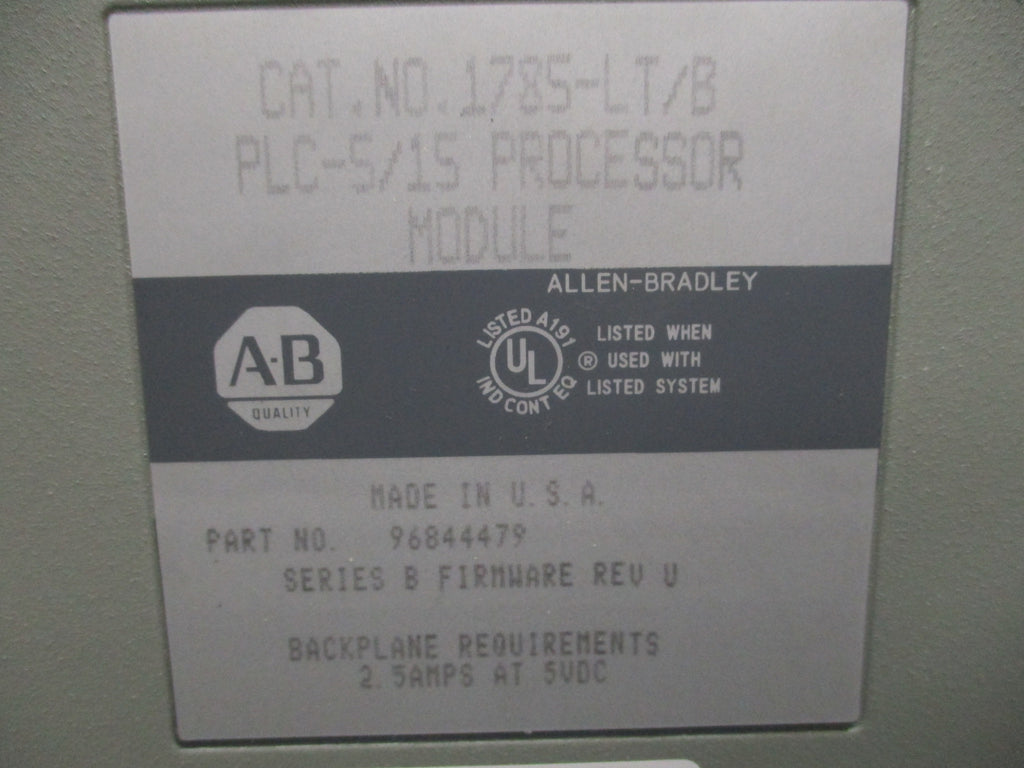 CAT.NO.1785-LT/B
PLC-5/15 PROCESSOR
MODULE
ALLEN-BRADLEY
A-B
QUALITY
LISTED A191
UL
IND CONT EQ
®
LISTED WHEN
USED WITH
LISTED SYSTEM
MADE IN U.S.A.
PART NO. 96844479
SERIES B FIRMWARE REV U
BACKPLANE REQUIREMENTS
2.5AMPS AT 5VDC